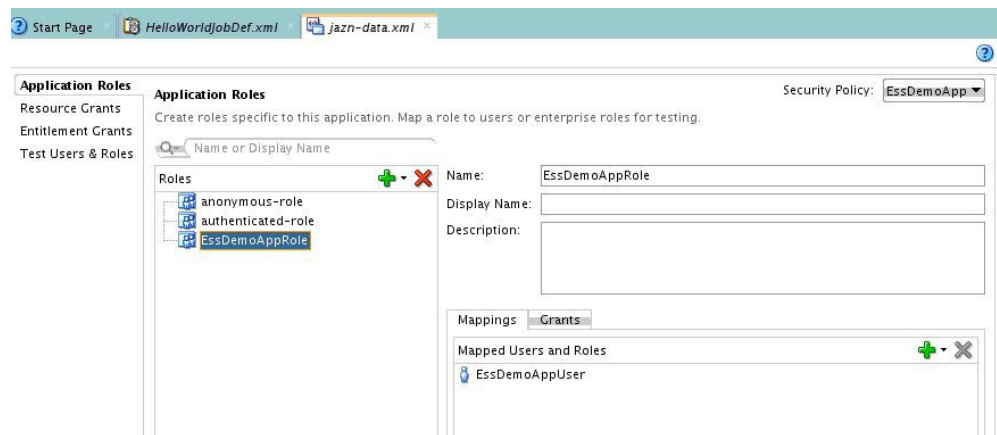 Start Page
HelloWorldJobDef.xml
jazn-data.xml
Application Roles
Resource Grants
Entitlement Grants
Test Users & Roles
Application Roles
Security Policy: EssDemoApp
Create roles specific to this application. Map a role to users or enterprise roles for testing.
Name or Display Name
Roles
anonymous-role
authenticated-role
EssDemoAppRole
Name: EssDemoAppRole
Display Name:
Description:
Mappings Grants
Mapped Users and Roles
EssDemoAppUser